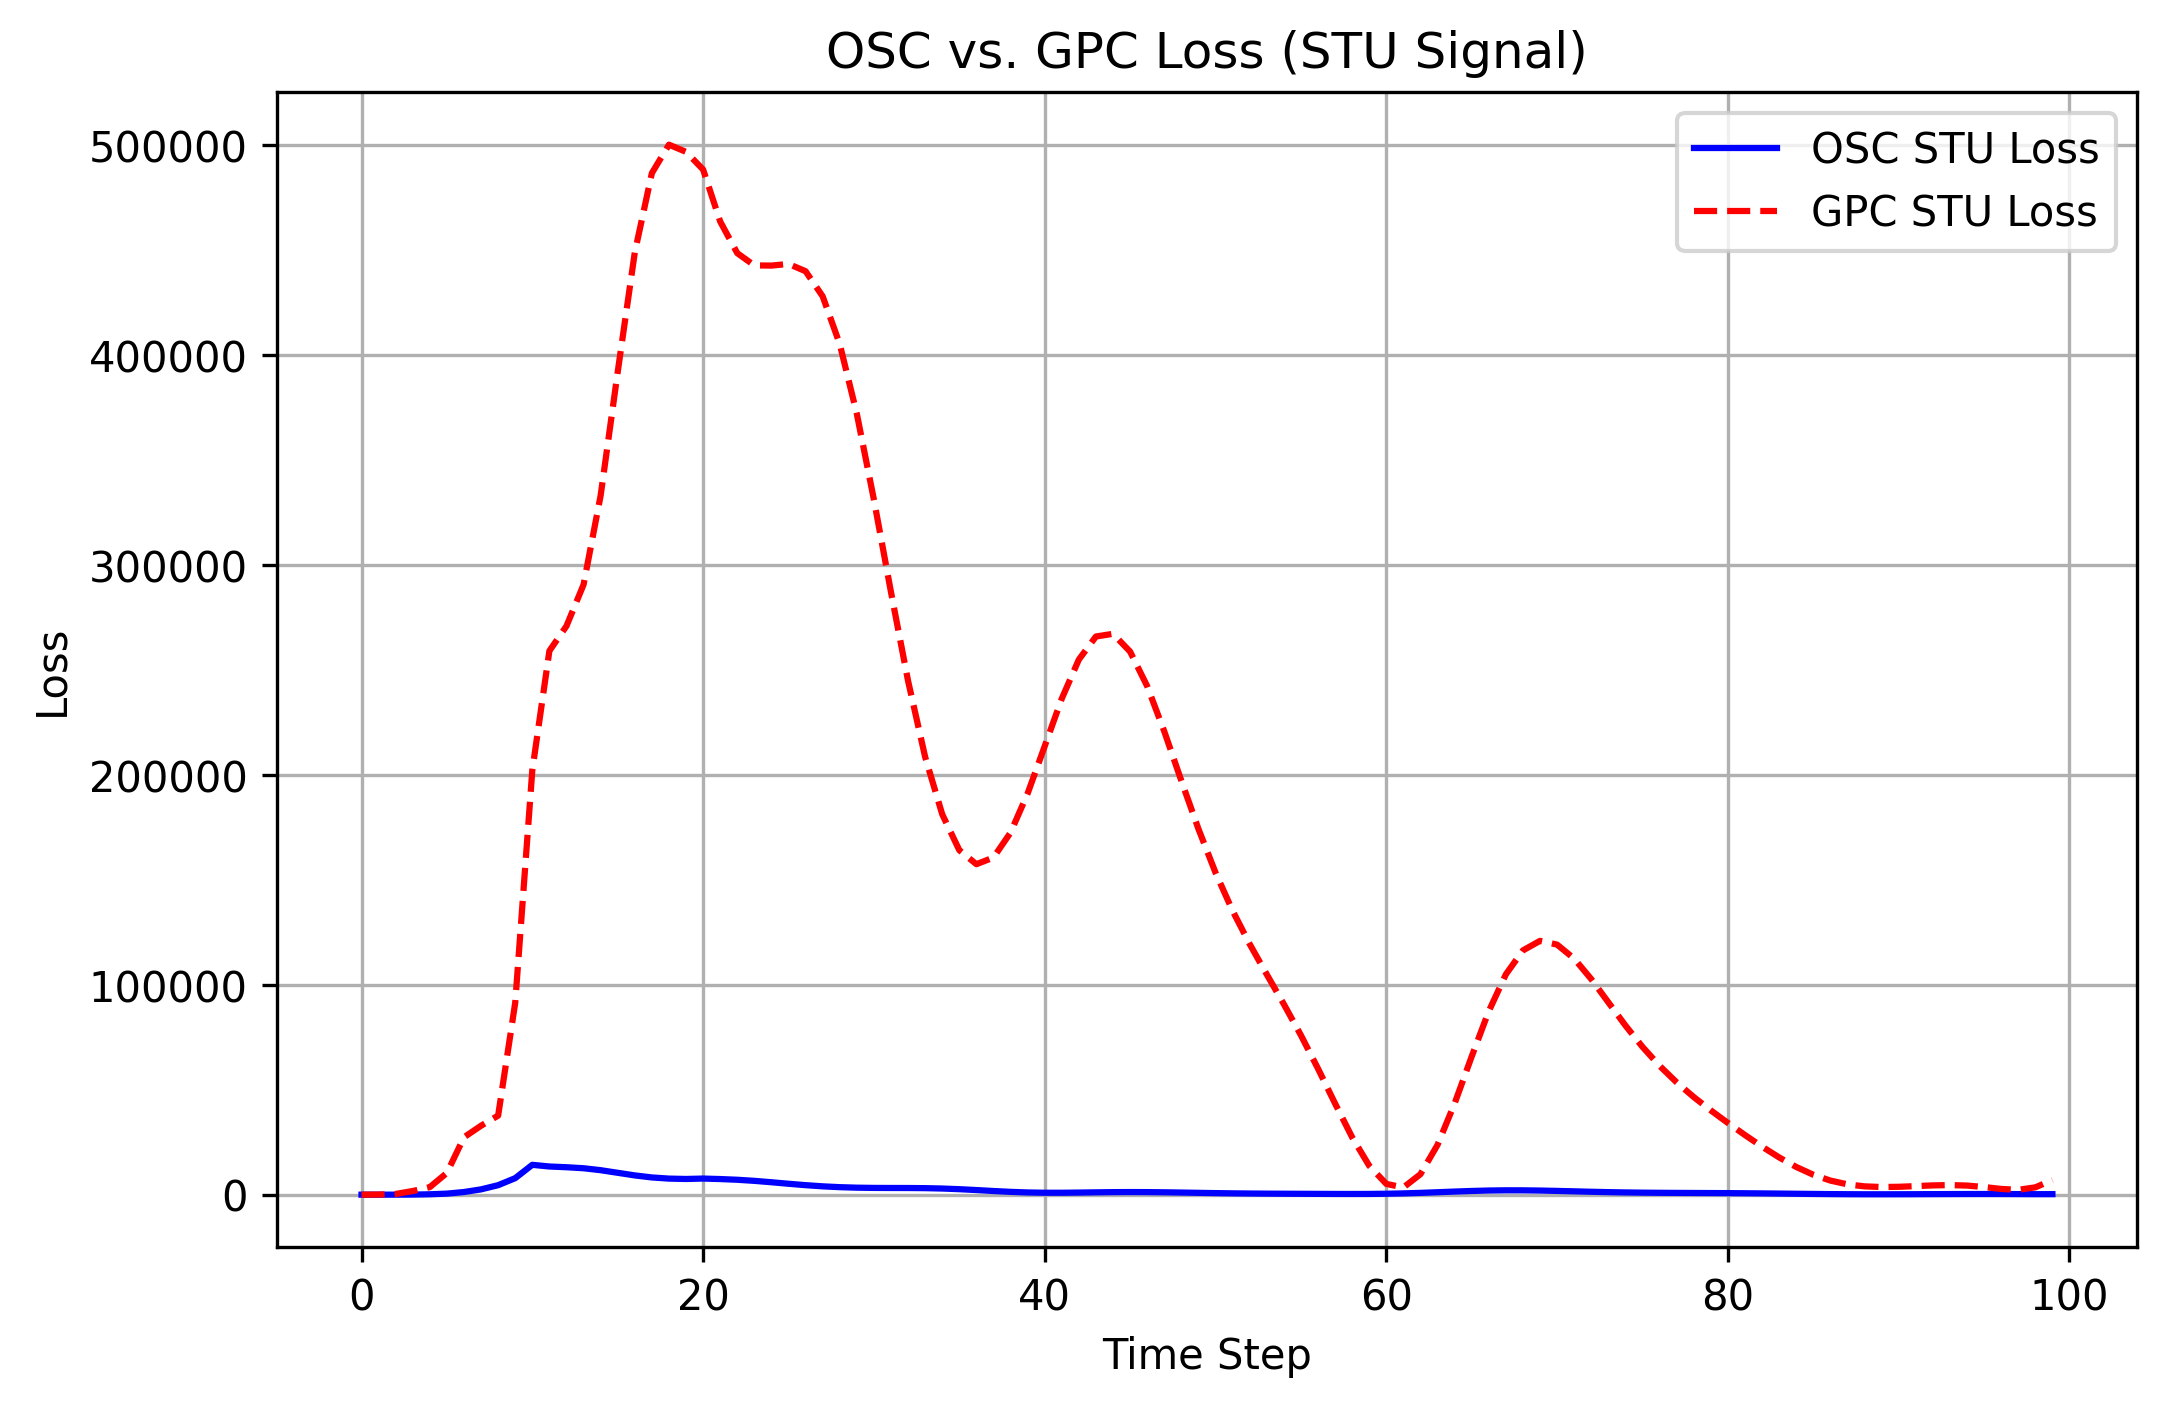 OSC vs. GPC Loss (STU Signal)
OSC STU Loss
GPC STU Loss
500000
400000
300000
200000
100000
0
Loss
0 20 40 60 80 100
Time Step